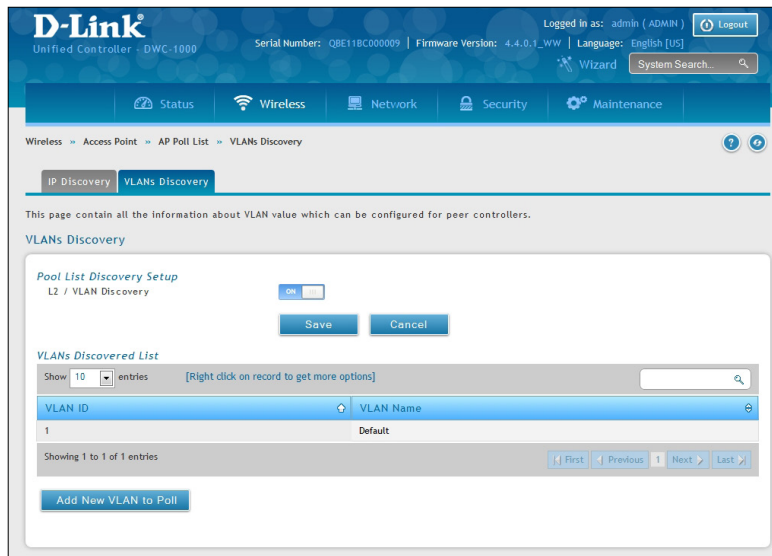 D-Link®
Unified Controller - DWC-1000
Logged in as: admin ( ADMIN ) Logout
Serial Number: QBE11BC000009 | Firmware Version: 4.4.0.1_WW | Language: English [US]
Wizard System Search...
Status Wireless Network Security Maintenance
Wireless » Access Point » AP Poll List » VLANs Discovery
IP Discovery VLANs Discovery
This page contain all the information about VLAN value which can be configured for peer controllers.
VLANs Discovery
Pool List Discovery Setup
L2 / VLAN Discovery ON
Save Cancel
VLANs Discovered List
Show 10 entries [Right click on record to get more options]
VLAN ID VLAN Name
1 Default
Showing 1 to 1 of 1 entries First Previous 1 Next Last
Add New VLAN to Poll